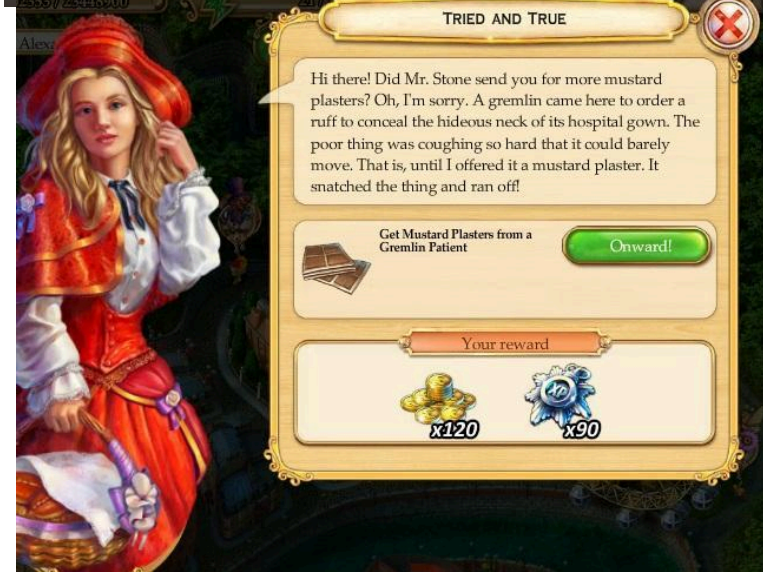 TRIED AND TRUE
Hi there! Did Mr. Stone send you for more mustard
plasters? Oh, I'm sorry. A gremlin came here to order a
ruff to conceal the hideous neck of its hospital gown. The
poor thing was coughing so hard that it could barely
move. That is, until I offered it a mustard plaster. It
snatched the thing and ran off!
Get Mustard Plasters from a
Gremlin Patient
Onward!
Your reward
XP
x120
x90